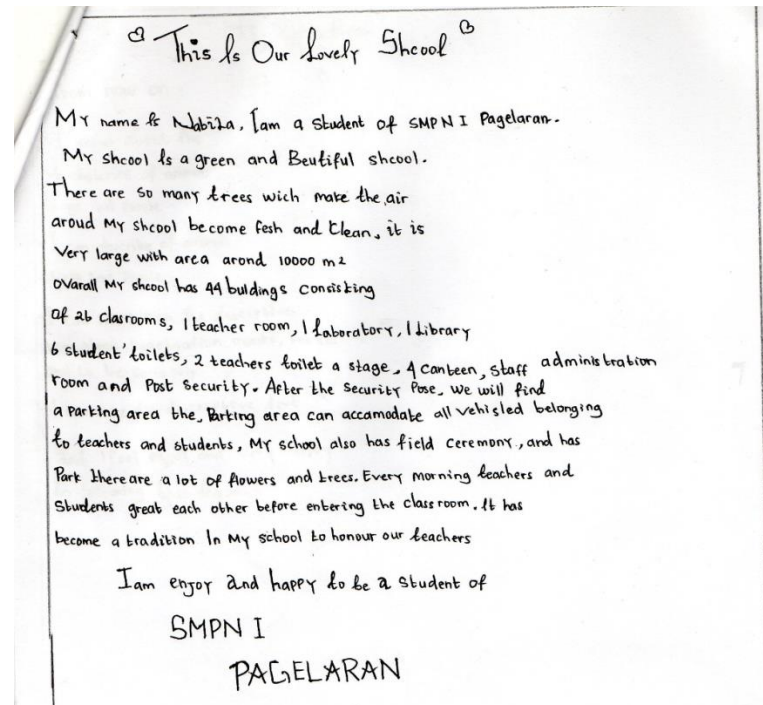 This Is Our Lovely Shcool
My name Is Nabila, Iam a student of SMPN I Pagelaran.
My shcool Is a green and Beutiful shcool.
There are so many trees wich make the air
aroud My shcool become fesh and Clean, it is
Very large with area arond 10000 m2
ovarall My shcool has 44 buldings consisting
of 26 clasrooms, 1 teacher room, 1 laboratory, 1 library
6 student' toilets, 2 teachers toilet a stage, 4 canteen, staff administration
room and Post Security. After the Security Pose, we will find
a parking area the, Parking area can accamodate all vehisled belonging
to teachers and students, My school also has field ceremony, and has
Park there are a lot of flowers and trees. Every morning teachers and
Students great each other before entering the class room. It has
become a tradition In My school to honour our teachers
Iam enjoy and happy to be a student of
SMPN I
PAGELARAN